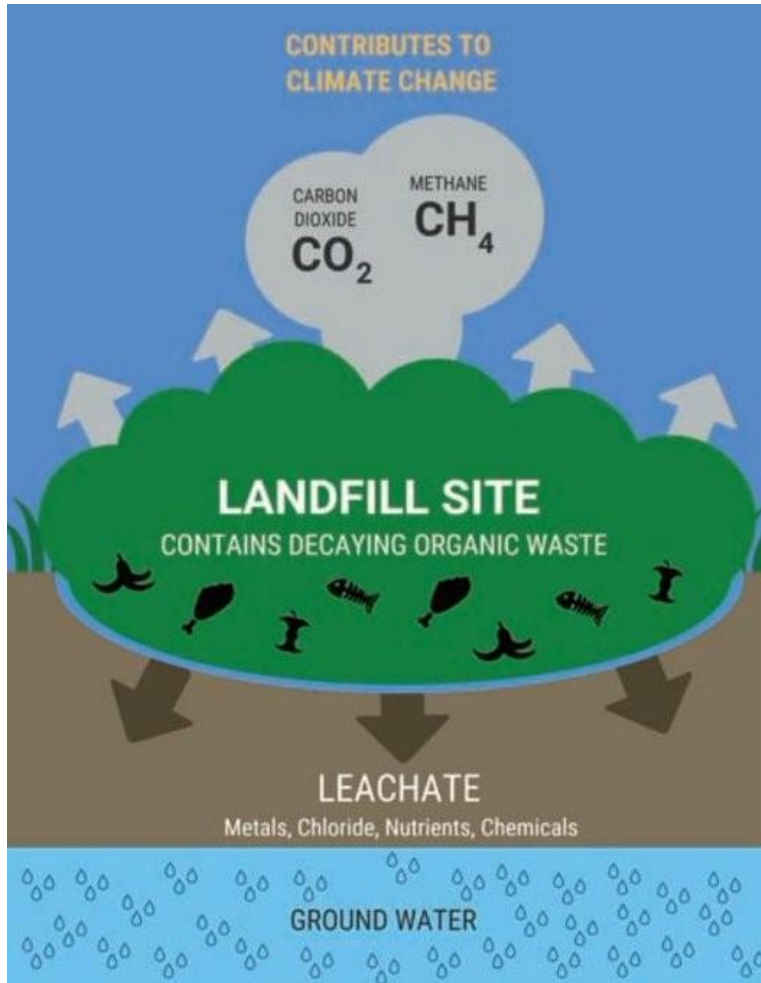 CONTRIBUTES TO
CLIMATE CHANGE
CARBON
DIOXIDE
CO₂
METHANE
CH₄
LANDFILL SITE
CONTAINS DECAYING ORGANIC WASTE
LEACHATE
Metals, Chloride, Nutrients, Chemicals
GROUND WATER